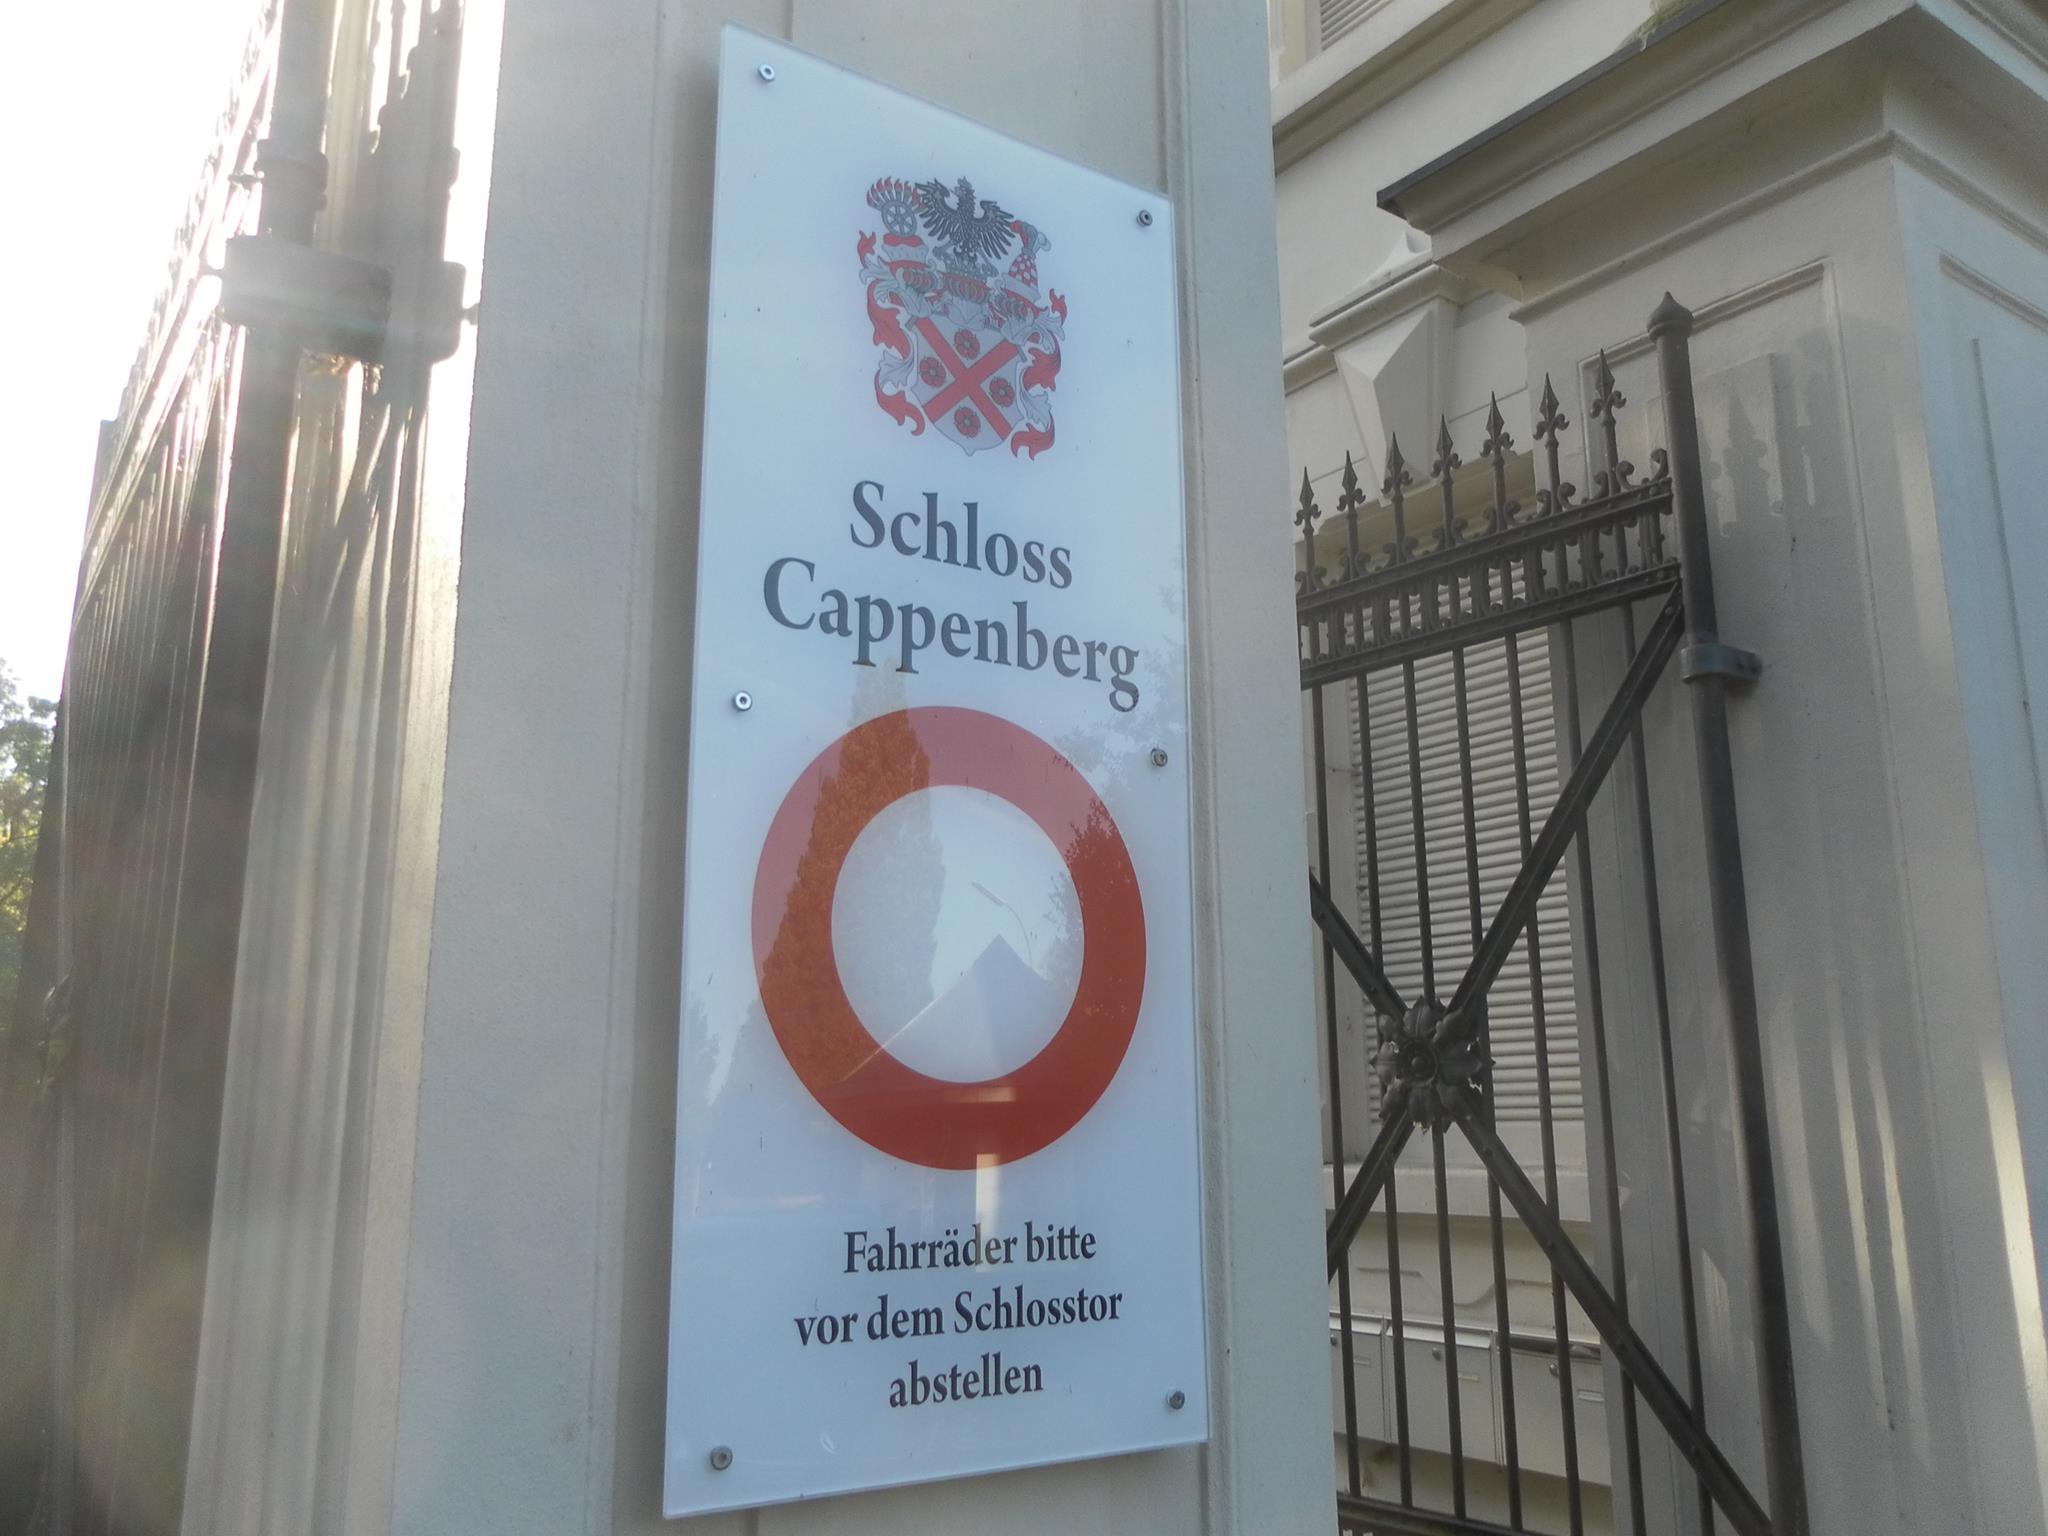 Schloss
Cappenberg
Fahrräder bitte
vor dem Schlosstor
abstellen